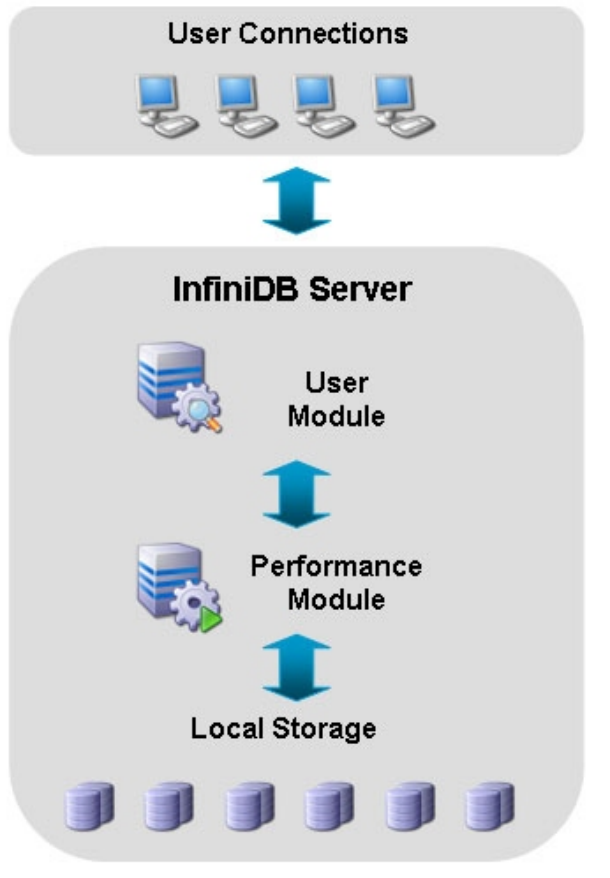 User Connections
InfiniDB Server
User
Module
Performance
Module
Local Storage